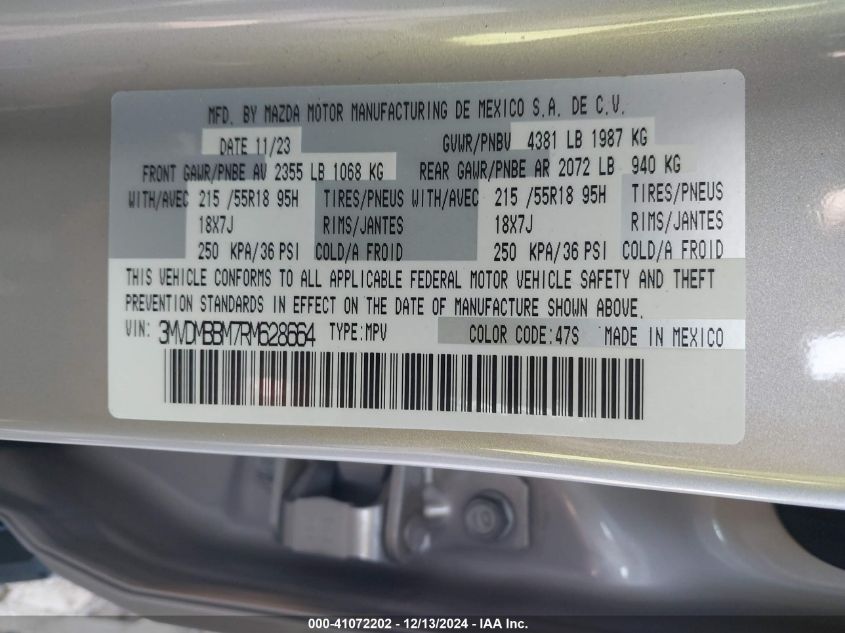 MFD. BY MAZDA MOTOR MANUFACTURING DE MEXICO S.A. DE C.V.
DATE 11/23 GVWR/PNBV 4381 LB 1987 KG
FRONT GAWR/PNBE AV 2355 LB 1068 KG REAR GAWR/PNBE AR 2072 LB 940 KG
WITH/AVEC 215 /55R18 95H TIRES/PNEUS WITH/AVEC 215 /55R18 95H TIRES/PNEUS
18X7J RIMS/JANTES 18X7J RIMS/JANTES
250 KPA/36 PSI COLD/A FROID 250 KPA/36 PSI COLD/A FROID
THIS VEHICLE CONFORMS TO ALL APPLICABLE FEDERAL MOTOR VEHICLE SAFETY AND THEFT
PREVENTION STANDARDS IN EFFECT ON THE DATE OF MANUFACTURE SHOWN ABOVE.
VIN: 3MVDMBBM7RM628664 TYPE:MPV COLOR CODE:47S MADE IN MEXICO
000-41072202 - 12/13/2024 - IAA Inc.